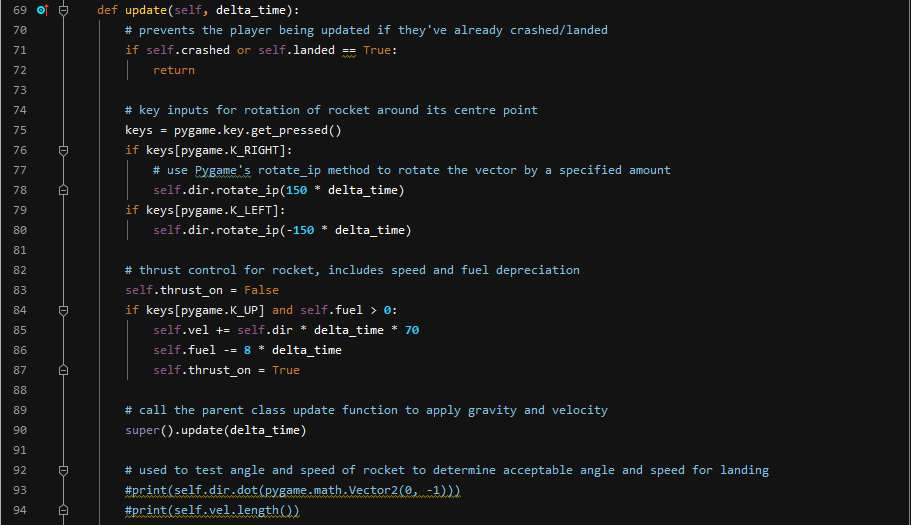 69 def update(self, delta_time):
70 # prevents the player being updated if they've already crashed/landed
71 if self.crashed or self.landed == True:
72 return
73
74 # key inputs for rotation of rocket around its centre point
75 keys = pygame.key.get_pressed()
76 if keys[pygame.K_RIGHT]:
77 # use Pygame's rotate_ip method to rotate the vector by a specified amount
78 self.dir.rotate_ip(150 * delta_time)
79 if keys[pygame.K_LEFT]:
80 self.dir.rotate_ip(-150 * delta_time)
81
82 # thrust control for rocket, includes speed and fuel depreciation
83 self.thrust_on = False
84 if keys[pygame.K_UP] and self.fuel > 0:
85 self.vel += self.dir * delta_time * 70
86 self.fuel -= 8 * delta_time
87 self.thrust_on = True
88
89 # call the parent class update function to apply gravity and velocity
90 super().update(delta_time)
91
92 # used to test angle and speed of rocket to determine acceptable angle and speed for landing
93 #print(self.dir.dot(pygame.math.Vector2(0, -1)))
94 #print(self.vel.length())